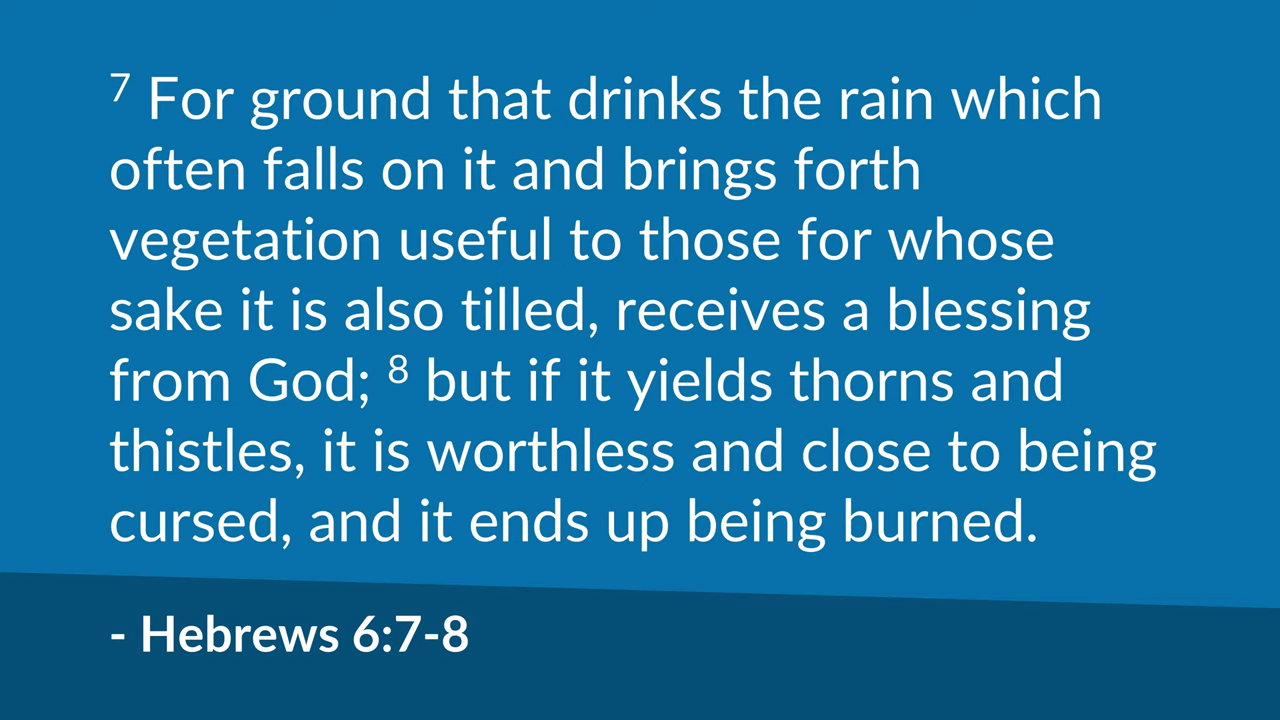 7 For ground that drinks the rain which
often falls on it and brings forth
vegetation useful to those for whose
sake it is also tilled, receives a blessing
from God; 8 but if it yields thorns and
thistles, it is worthless and close to being
cursed, and it ends up being burned.
- Hebrews 6:7-8